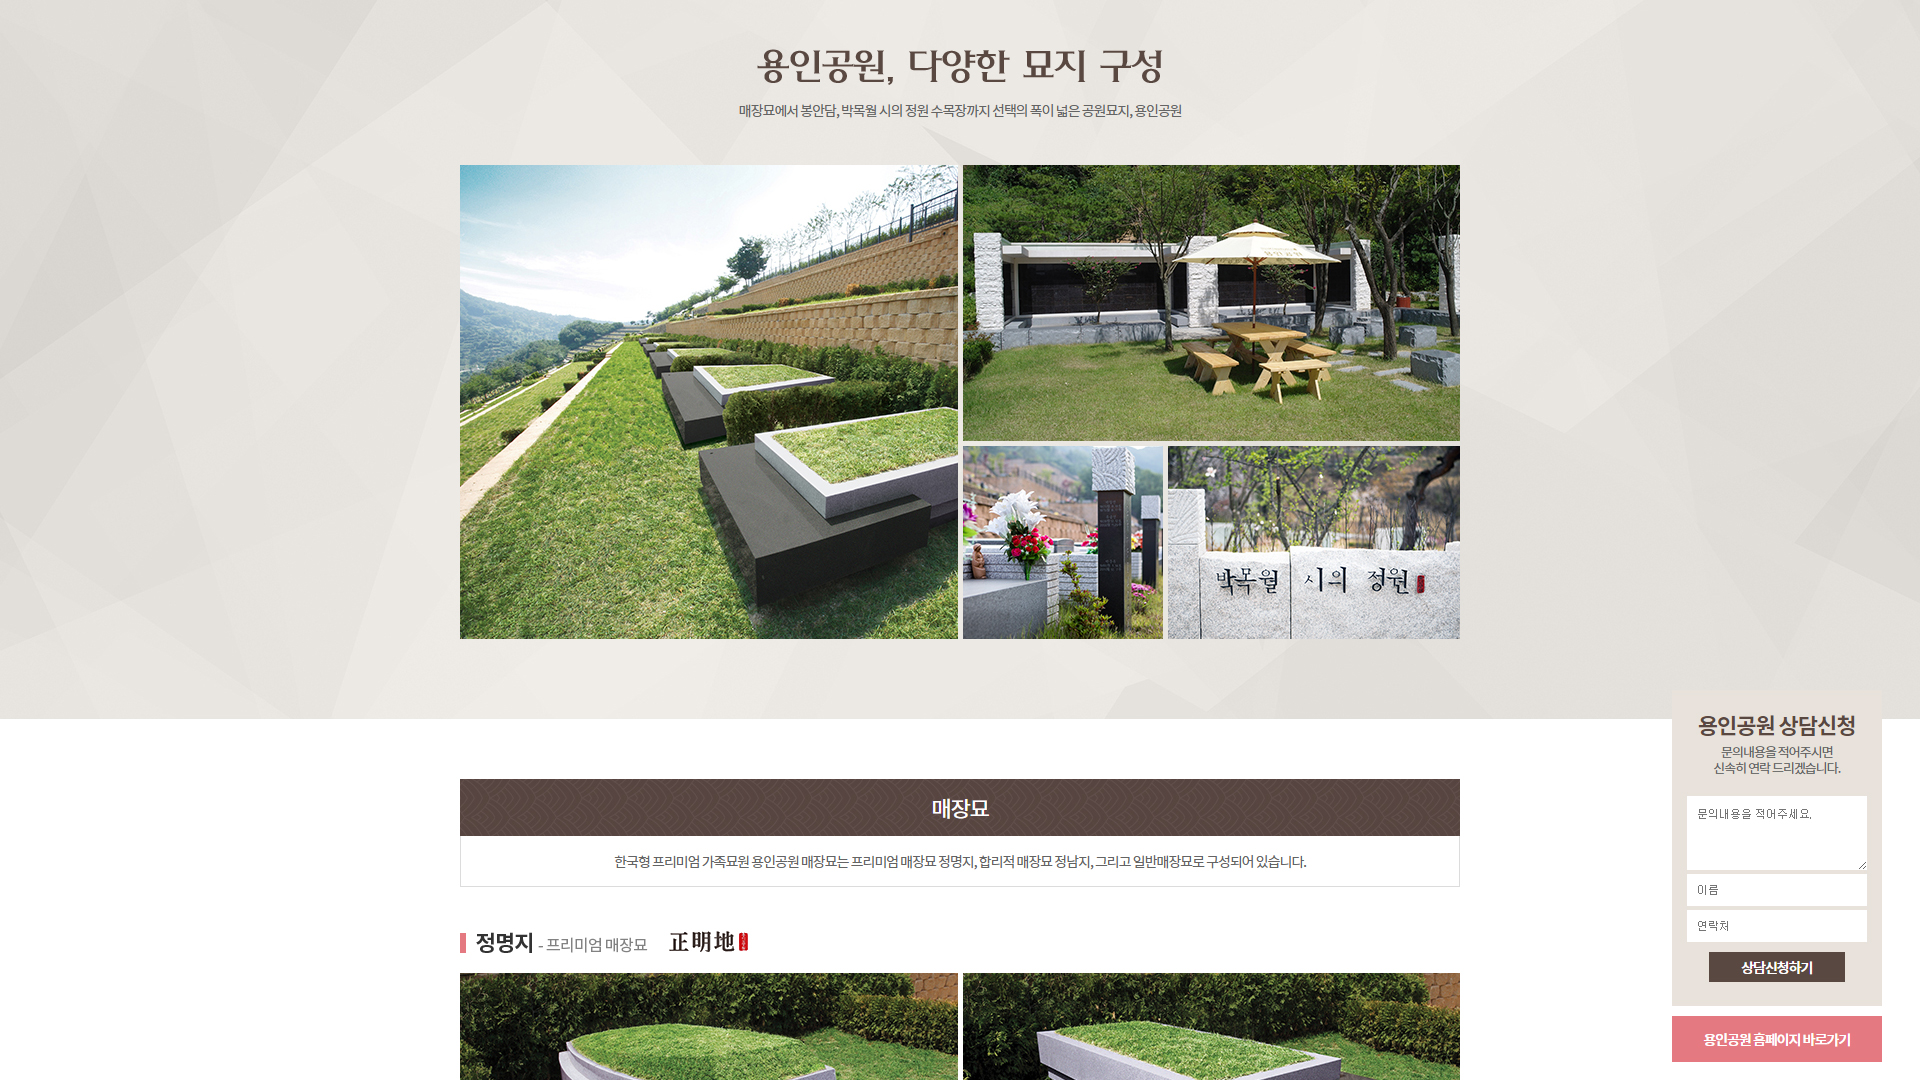 용인공원, 다양한 묘지 구성
매장묘에서 봉안담, 박목월 시의 정원 수목장까지 선택의 폭이 넓은 공원묘지, 용인공원
박목월 시의 정원
매장묘
한국형 프리미엄 가족묘원 용인공원 매장묘는 프리미엄 매장묘 정명지, 합리적 매장묘 정남지, 그리고 일반매장묘로 구성되어 있습니다.
정명지 - 프리미엄 매장묘 正明地
용인공원 상담신청
문의내용을 적어주시면
신속히 연락 드리겠습니다.
문의내용을 적어주세요.
이름
연락처
상담신청하기
용인공원 홈페이지 바로가기